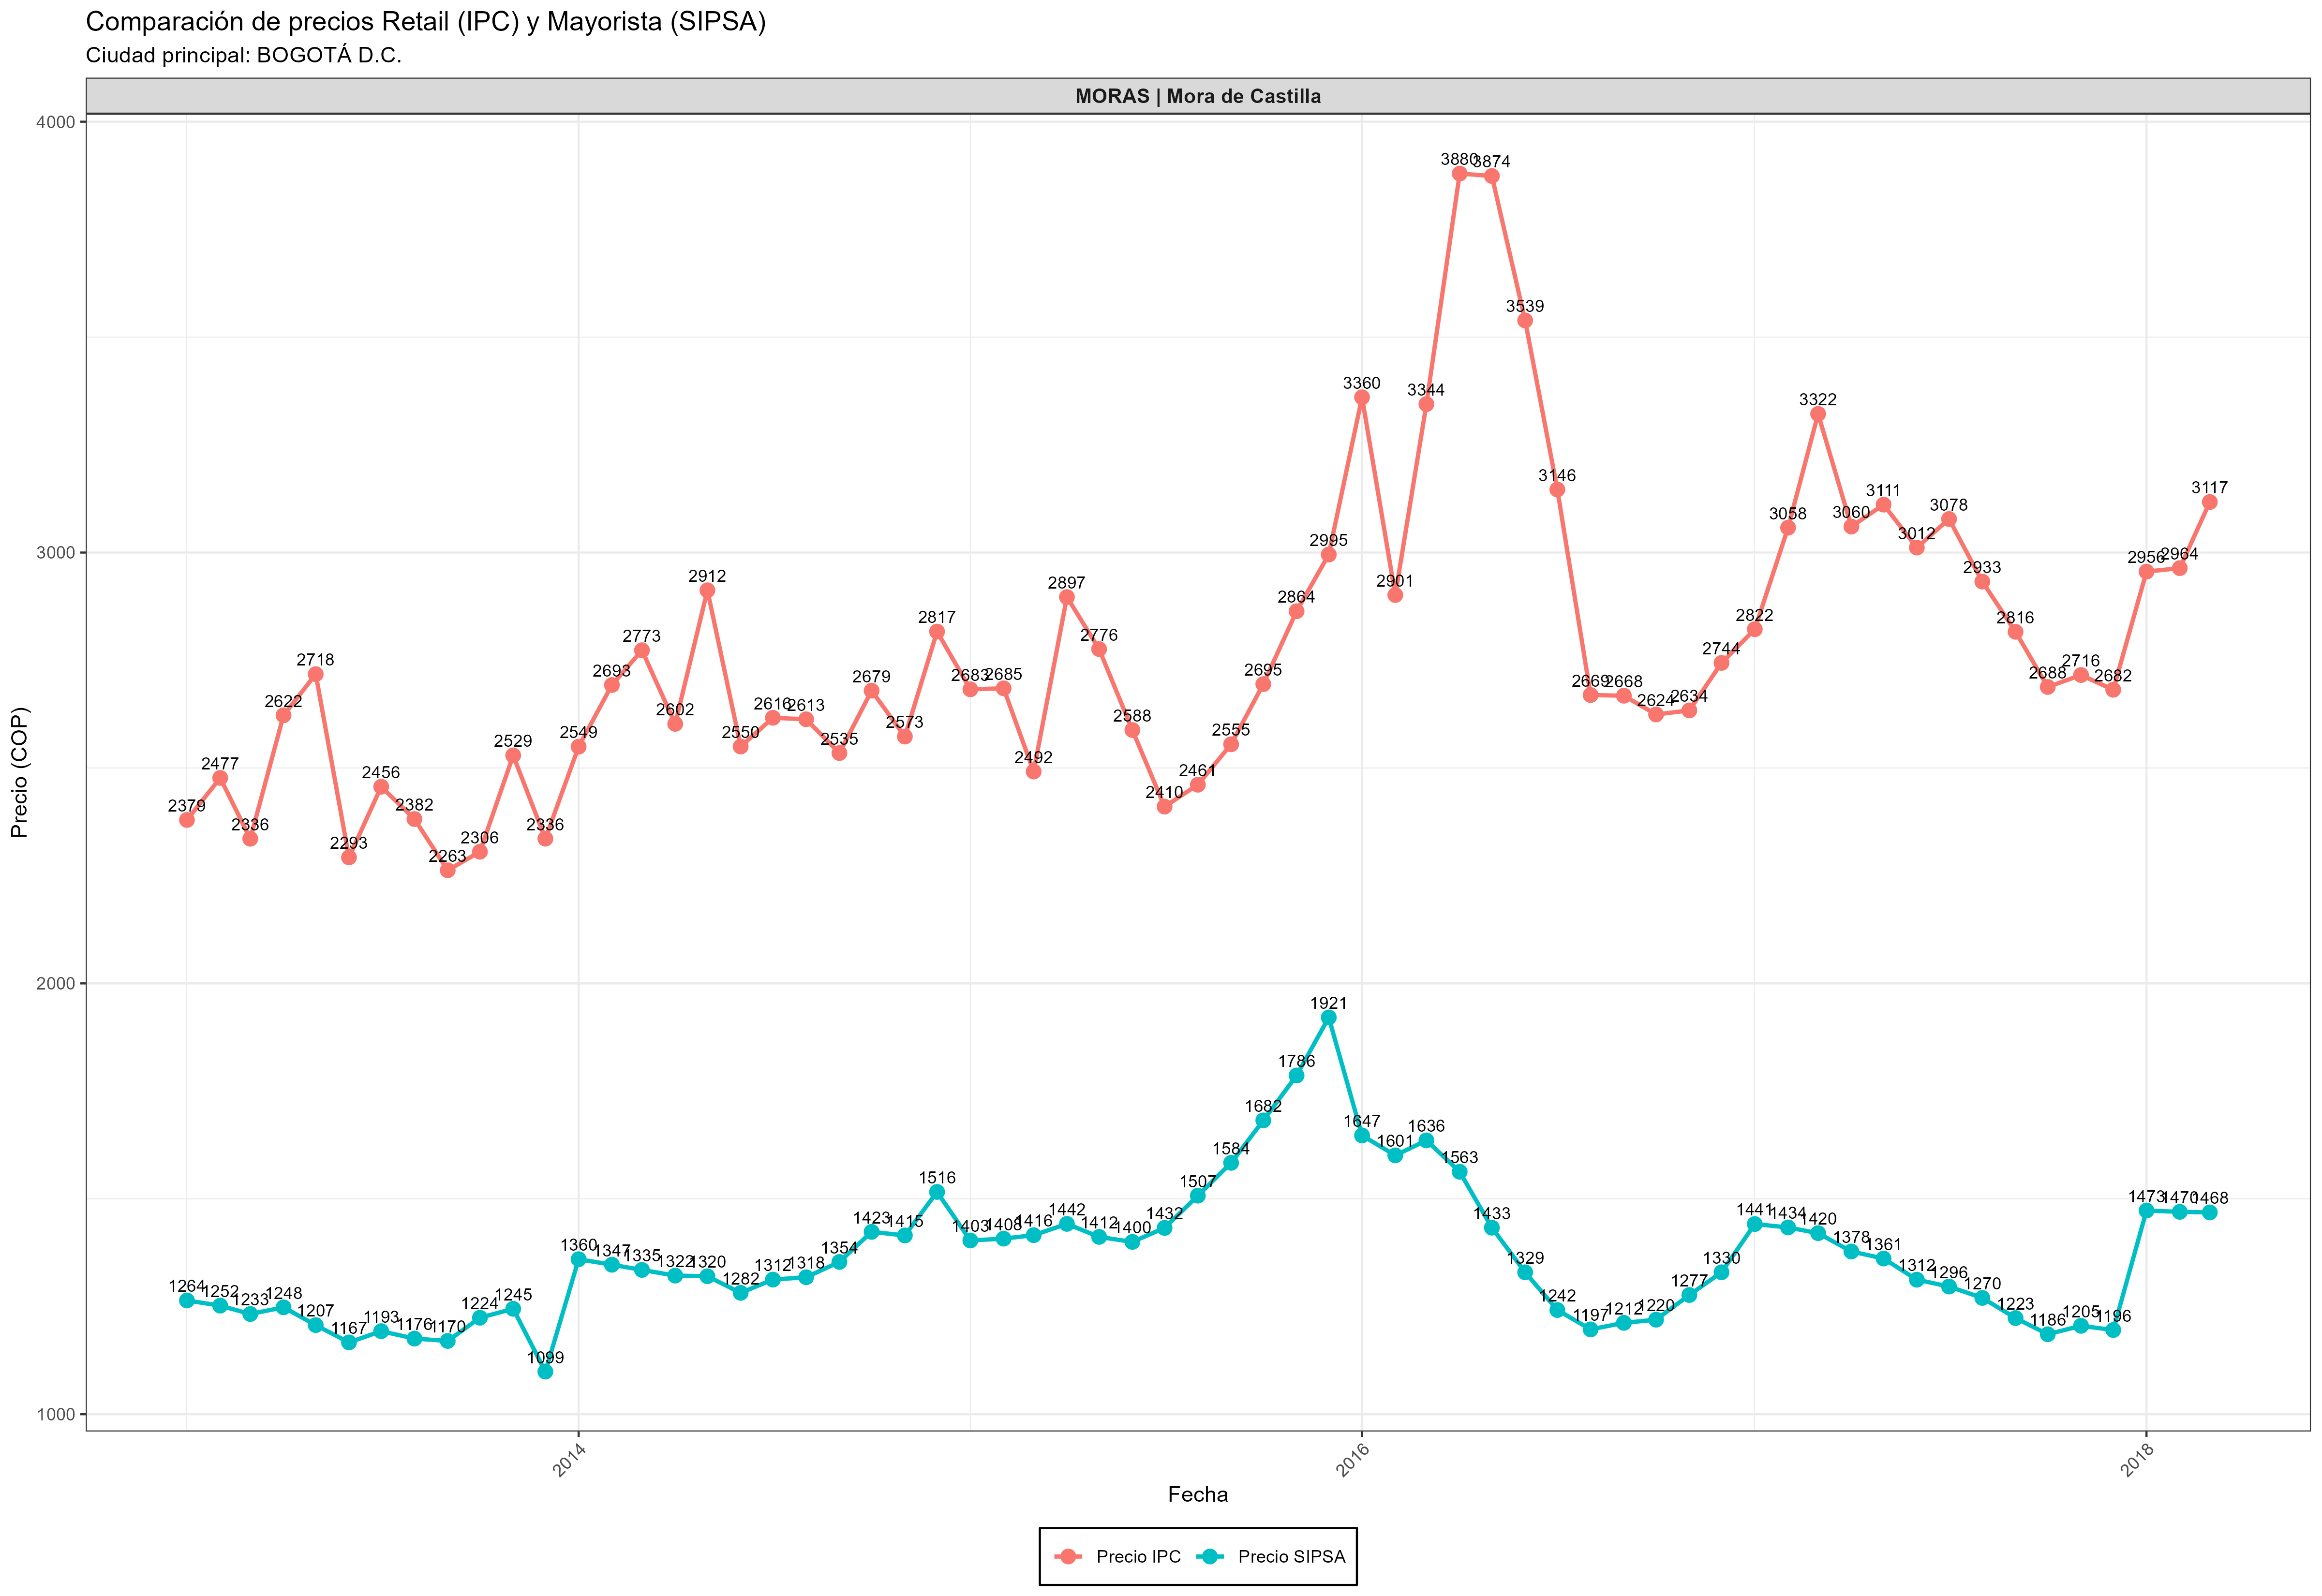 Comparación de precios Retail (IPC) y Mayorista (SIPSA)
Ciudad principal: BOGOTÁ D.C.
MORAS | Mora de Castilla
Precio (COP)
4000
3000
2000
1000
2379 2477 2336 2622 2718 2293 2456 2382 2263 2306 2529 2336 2549 2693 2773 2602 2912 2550 2616 2613 2535 2679 2573 2817 2683 2685 2492 2897 2776 2588 2410 2461 2555 2695 2864 2995 3360 2901 3344 3880 3874 3539 3146 2669 2668 2624 2634 2744 2822 3058 3322 3060 3111 3012 3078 2933 2816 2688 2716 2682 2956 2964 3117
1264 1252 1233 1248 1207 1167 1193 1176 1170 1224 1245 1099 1360 1347 1335 1322 1320 1282 1312 1318 1354 1423 1415 1516 1403 1408 1416 1442 1412 1400 1432 1507 1584 1682 1786 1921 1647 1601 1636 1563 1433 1329 1242 1197 1212 1220 1277 1330 1441 1434 1420 1378 1361 1312 1296 1270 1223 1186 1205 1196 1473 1470 1468
2014 2016 2018
Fecha
Precio IPC Precio SIPSA